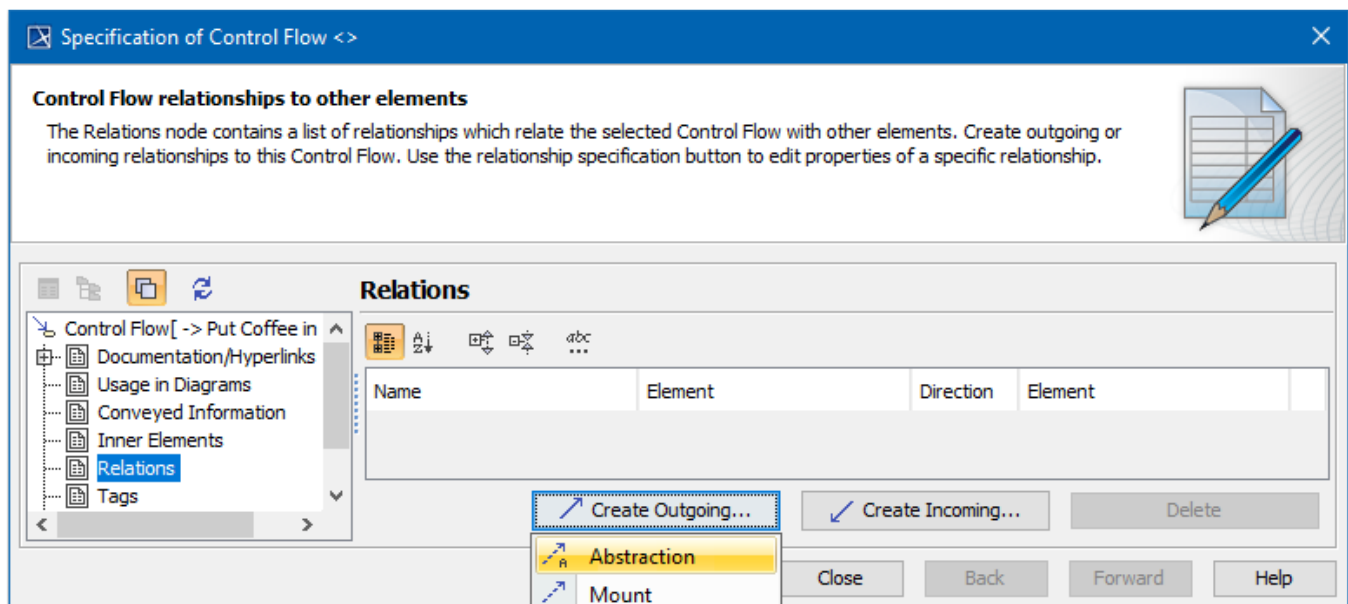 Specification of Control Flow <>
Control Flow relationships to other elements
The Relations node contains a list of relationships which relate the selected Control Flow with other elements. Create outgoing or
incoming relationships to this Control Flow. Use the relationship specification button to edit properties of a specific relationship.
Relations
Control Flow[ -> Put Coffee in
Documentation/Hyperlinks
Usage in Diagrams
Conveyed Information
Inner Elements
Relations
Tags
A
Z
abc
...
Name Element Direction Element
Create Outgoing... Create Incoming... Delete
A Abstraction
Mount
Close Back Forward Help